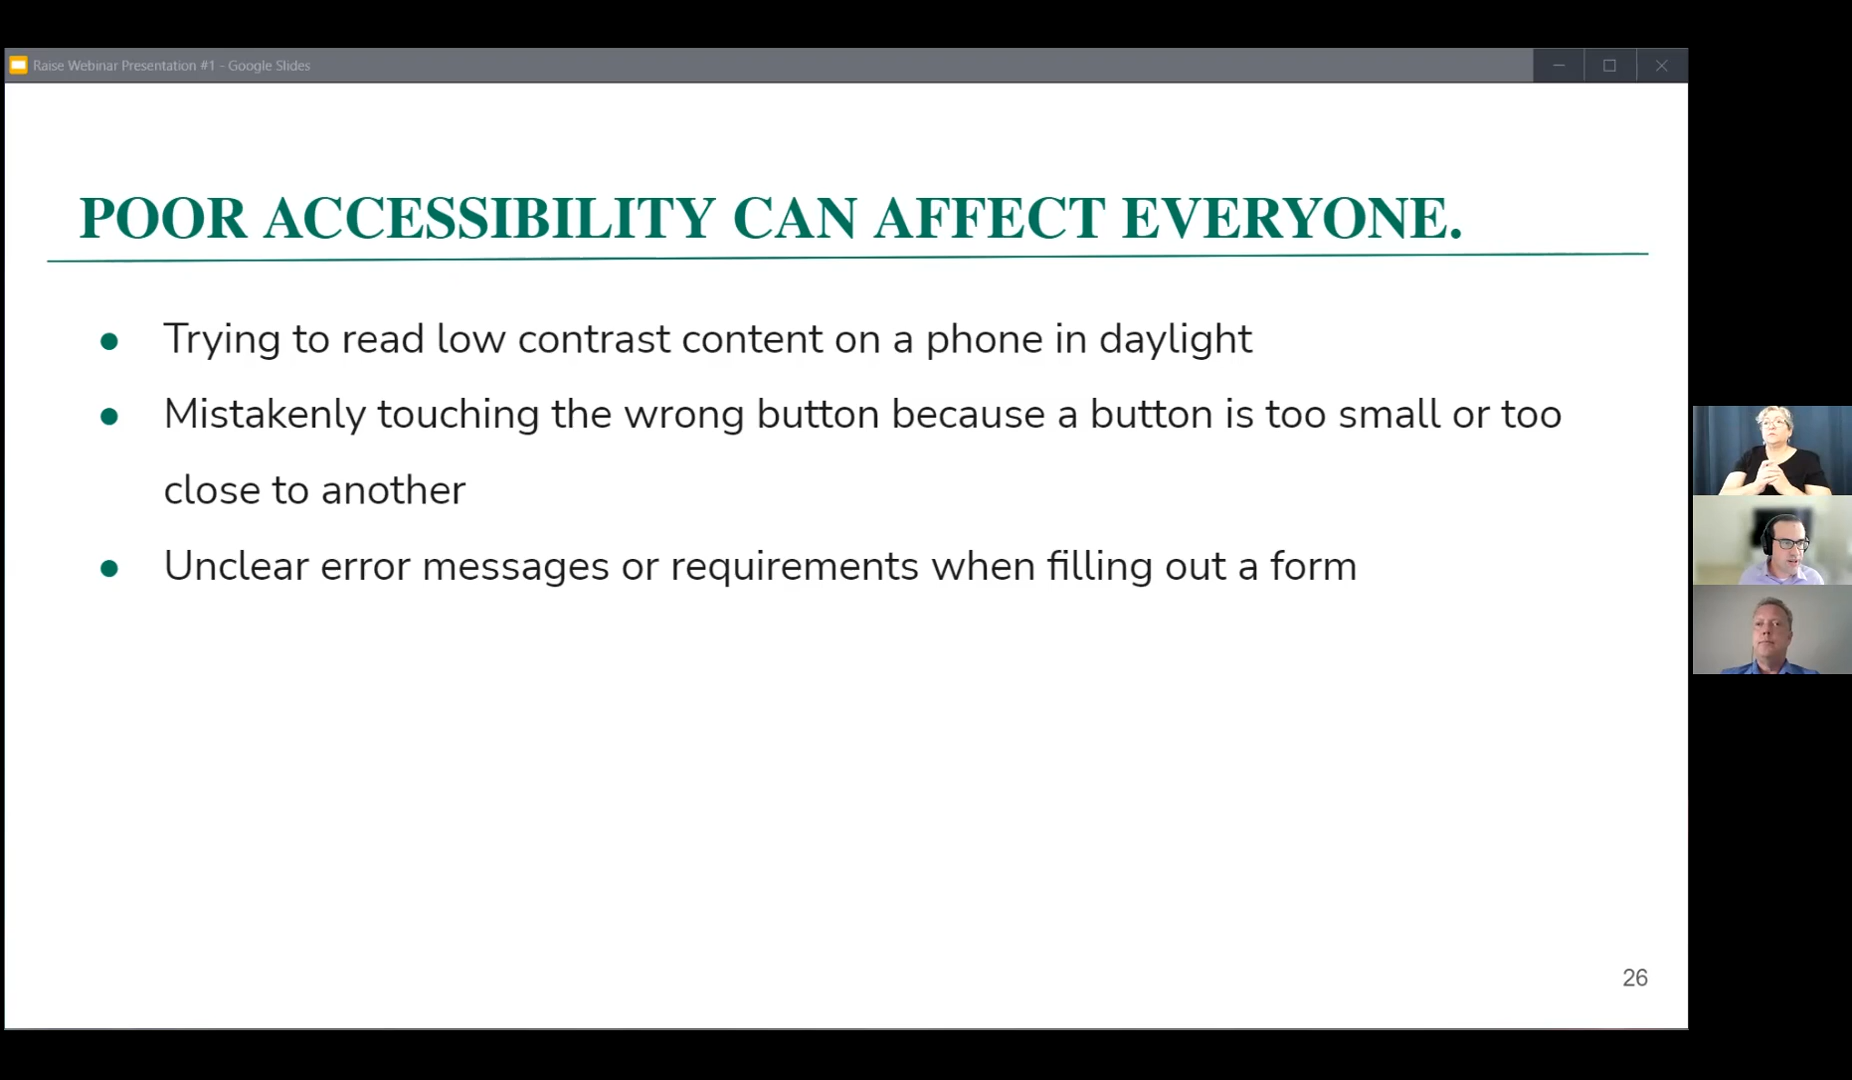 Raise Webinar Presentation #1 - Google Slides
POOR ACCESSIBILITY CAN AFFECT EVERYONE.
● Trying to read low contrast content on a phone in daylight
● Mistakenly touching the wrong button because a button is too small or too
close to another
● Unclear error messages or requirements when filling out a form
26